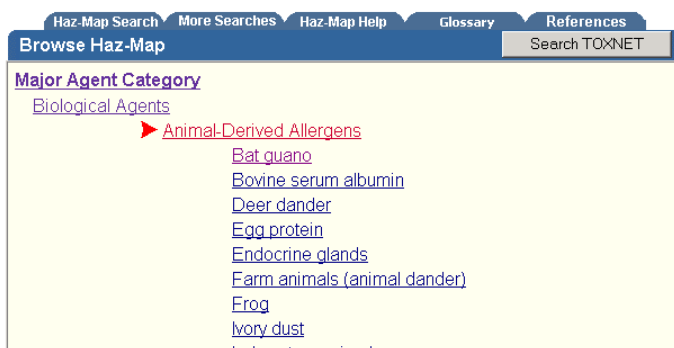 Haz-Map Search More Searches Haz-Map Help Glossary References
Browse Haz-Map Search TOXNET
Major Agent Category
Biological Agents
Animal-Derived Allergens
Bat guano
Bovine serum albumin
Deer dander
Egg protein
Endocrine glands
Farm animals (animal dander)
Frog
Ivory dust